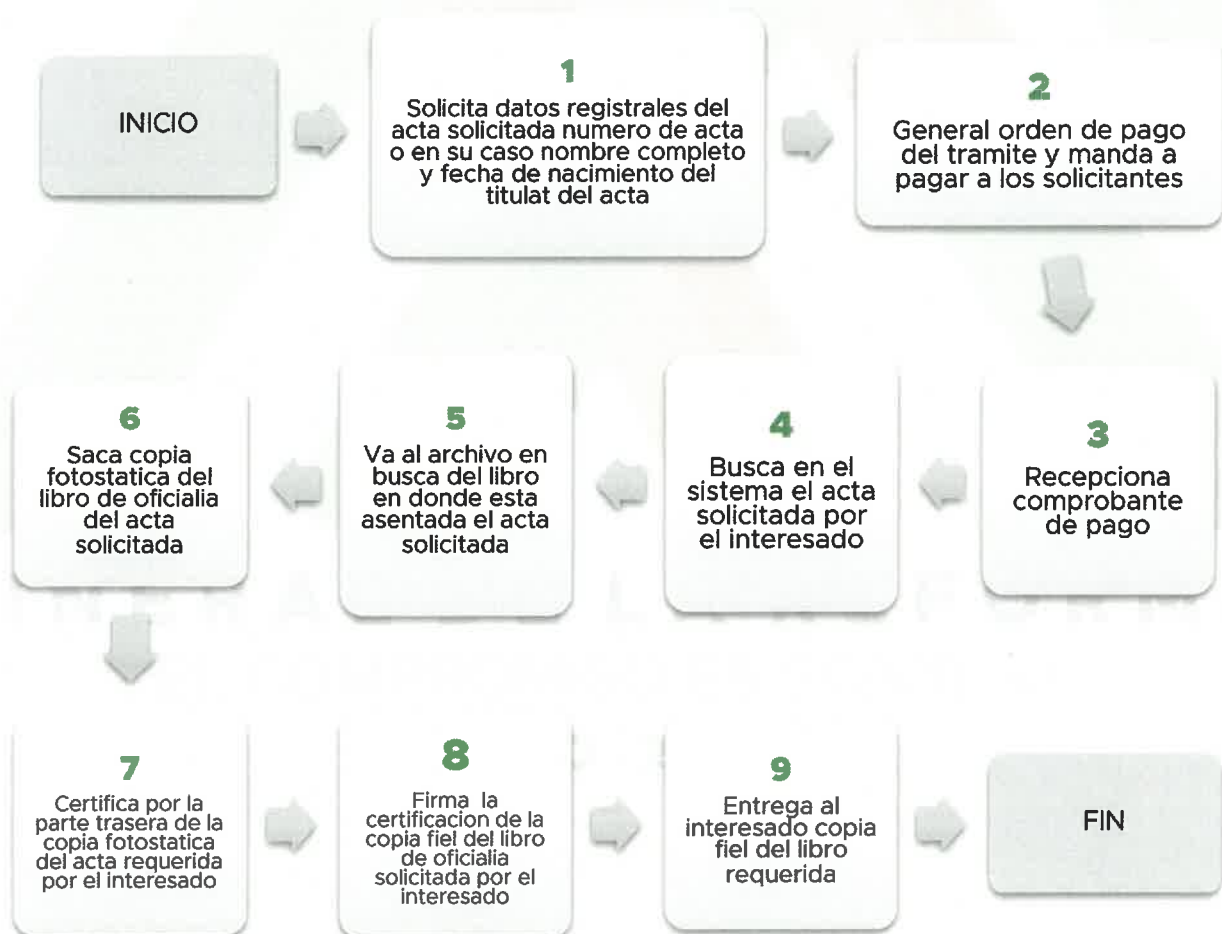 INICIO
1
Solicita datos registrales del
acta solicitada numero de acta
o en su caso nombre completo
y fecha de nacimiento del
titulat del acta
2
General orden de pago
del tramite y manda a
pagar a los solicitantes
3
Recepciona
comprobante
de pago
4
Busca en el
sistema el acta
solicitada por
el interesado
5
Va al archivo en
busca del libro
en donde esta
asentada el acta
solicitada
6
Saca copia
fotostatica del
libro de oficialia
del acta
solicitada
7
Certifica por la
parte trasera de la
copia fotostatica
del acta requerida
por el interesado
8
Firma la
certificacion de la
copia fiel del libro
de oficialia
solicitada por el
interesado
9
Entrega al
interesado copia
fiel del libro
requerida
FIN